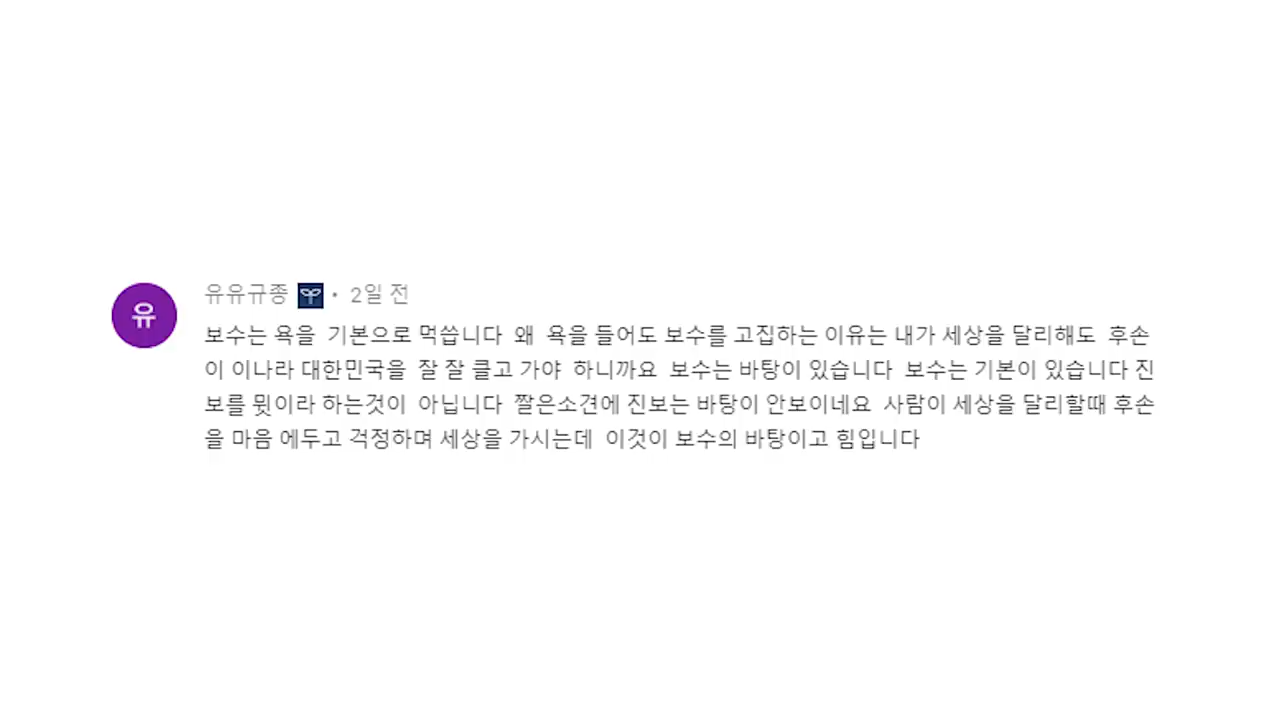 유
유유규종 · 2일 전
보수는 욕을 기본으로 먹씁니다 왜 욕을 들어도 보수를 고집하는 이유는 내가 세상을 달리해도 후손
이 이나라 대한민국을 잘 잘 클고 가야 하니까요 보수는 바탕이 있습니다 보수는 기본이 있습니다 진
보를 뮛이라 하는것이 아닙니다 짤은소견에 진보는 바탕이 안보이네요 사람이 세상을 달리할때 후손
을 마음 에두고 걱정하며 세상을 가시는데 이것이 보수의 바탕이고 힘입니다